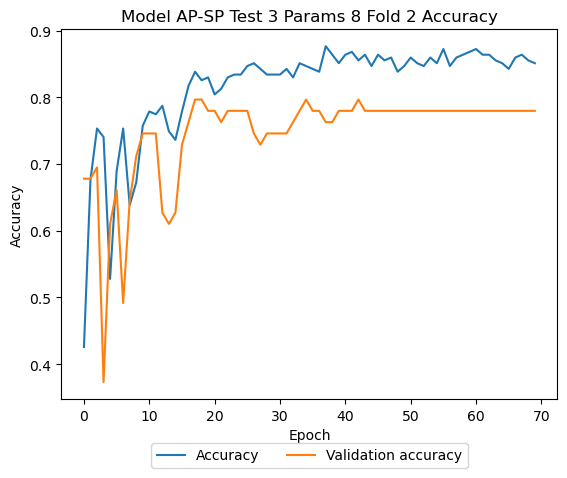 Model AP-SP Test 3 Params 8 Fold 2 Accuracy
Accuracy
0.9
0.8
0.7
0.6
0.5
0.4
0 10 20 30 40 50 60 70
Epoch
Accuracy Validation accuracy